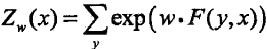 Z_w(x) = ∑_y exp(w•F(y,x))